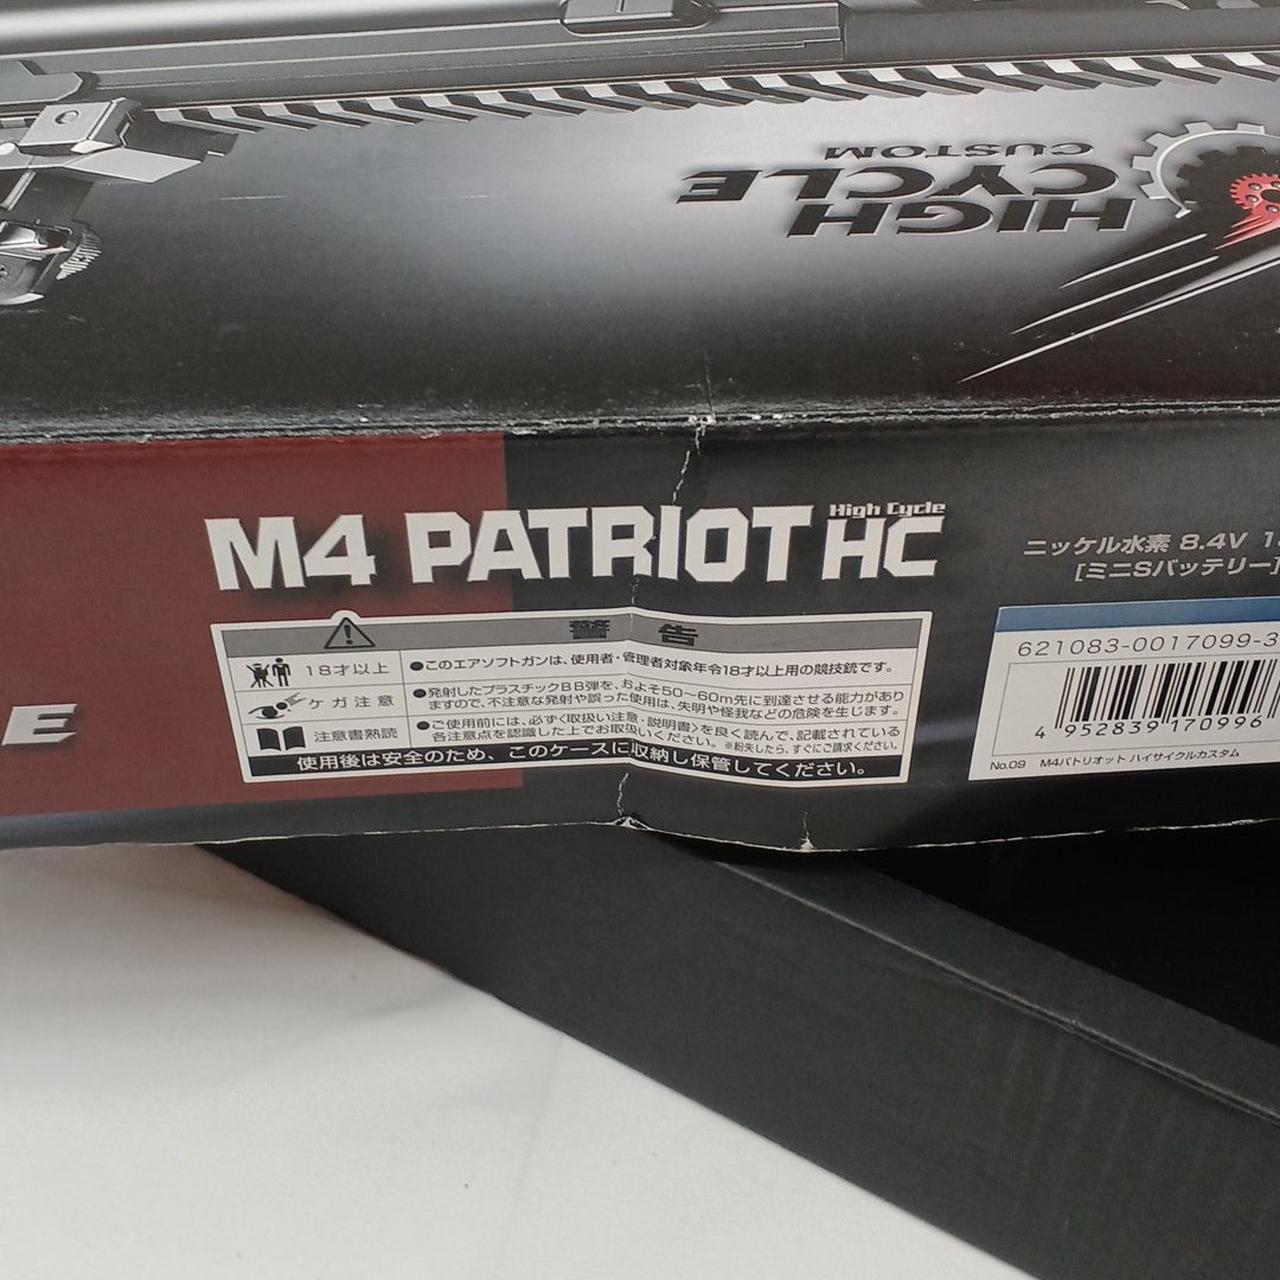 HIGH
CYCLE
CUSTOM
M4 PATRIOT HC
High Cycle
ニッケル水素 8.4V
[ミニSバッテリー]
E
警告
18才以上
●このエアソフトガンは、使用者・管理者対象年令18才以上用の競技銃です。
ケガ注意
●発射したプラスチックBB弾を、およそ50〜60m先に到達させる能力があり
ますので、不注意な発射や誤った使用は、失明や怪我などの危険を生じます。
注意書熟読
●ご使用前には、必ず<取扱い注意・説明書>を良く読んで、記載されている
各注意点を認識した上でお取扱いください。※紛失したら、すぐにご請求ください。
使用後は安全のため、このケースに収納し保管してください。
621083-0017099-3
4 952839 170996
No.09 M4パトリオット ハイサイクルカスタム